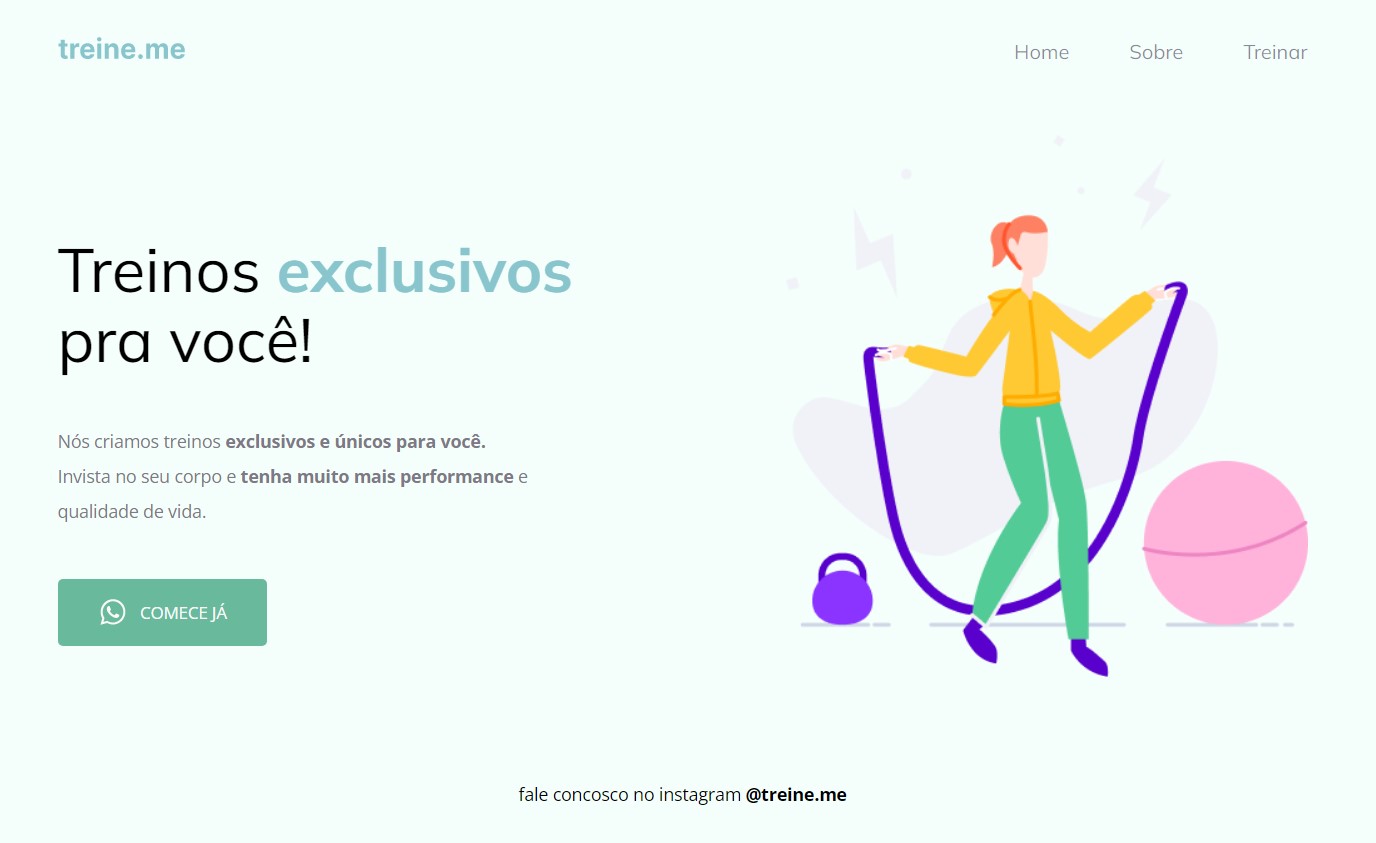 treine.me
Home Sobre Treinar
Treinos exclusivos
pra você!
Nós criamos treinos exclusivos e únicos para você.
Invista no seu corpo e tenha muito mais performance e
qualidade de vida.
COMECE JÁ
fale concosco no instagram @treine.me